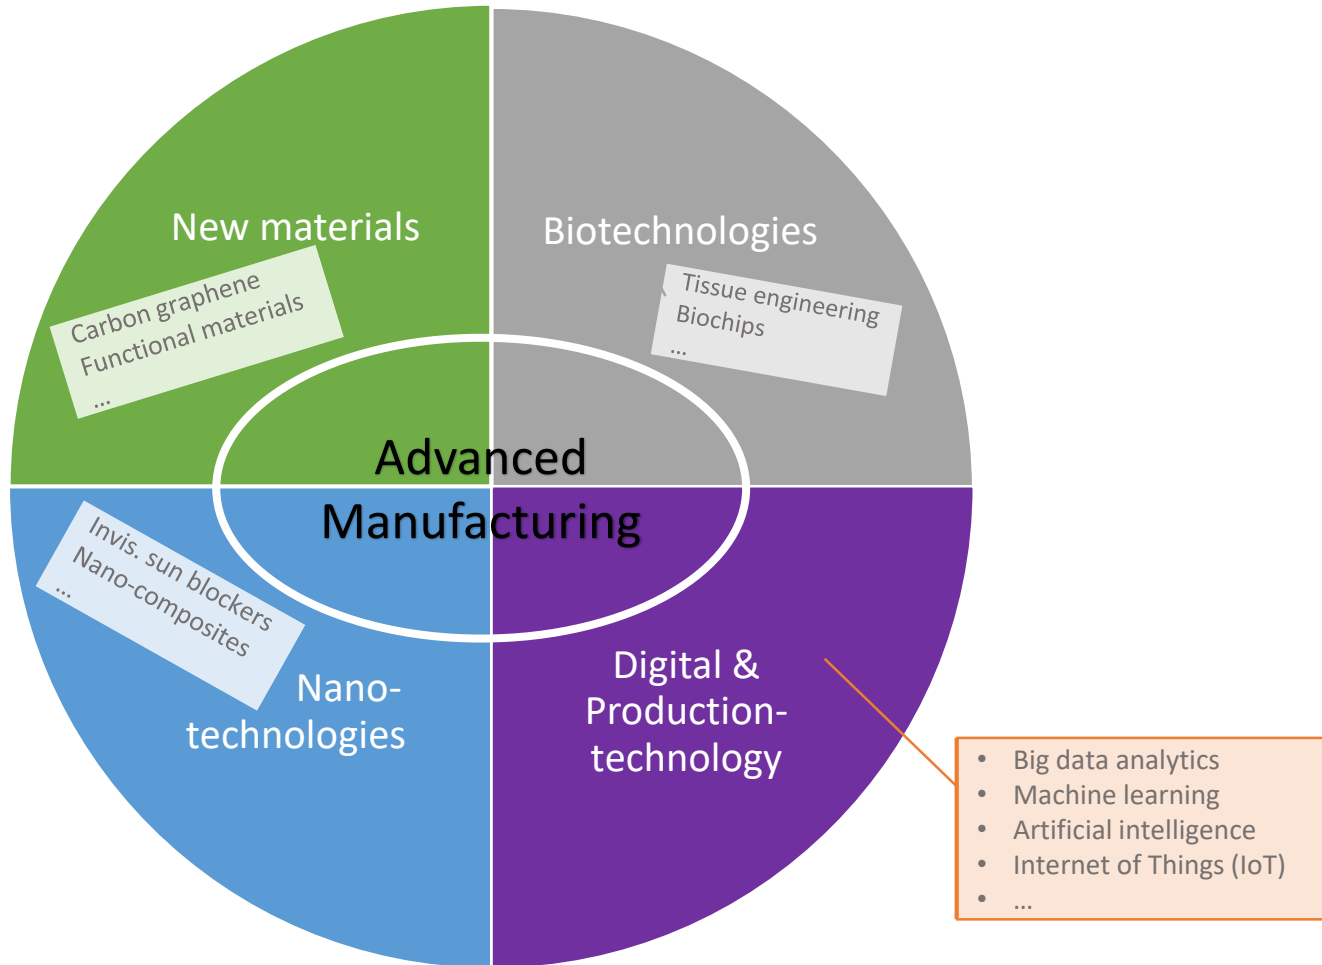 New materials
Carbon graphene
Functional materials
...
Biotechnologies
Tissue engineering
Biochips
...
Advanced
Manufacturing
Invis. sun blockers
Nano-composites
...
Nano-
technologies
Digital &
Production-
technology
• Big data analytics
• Machine learning
• Artificial intelligence
• Internet of Things (IoT)
• ...